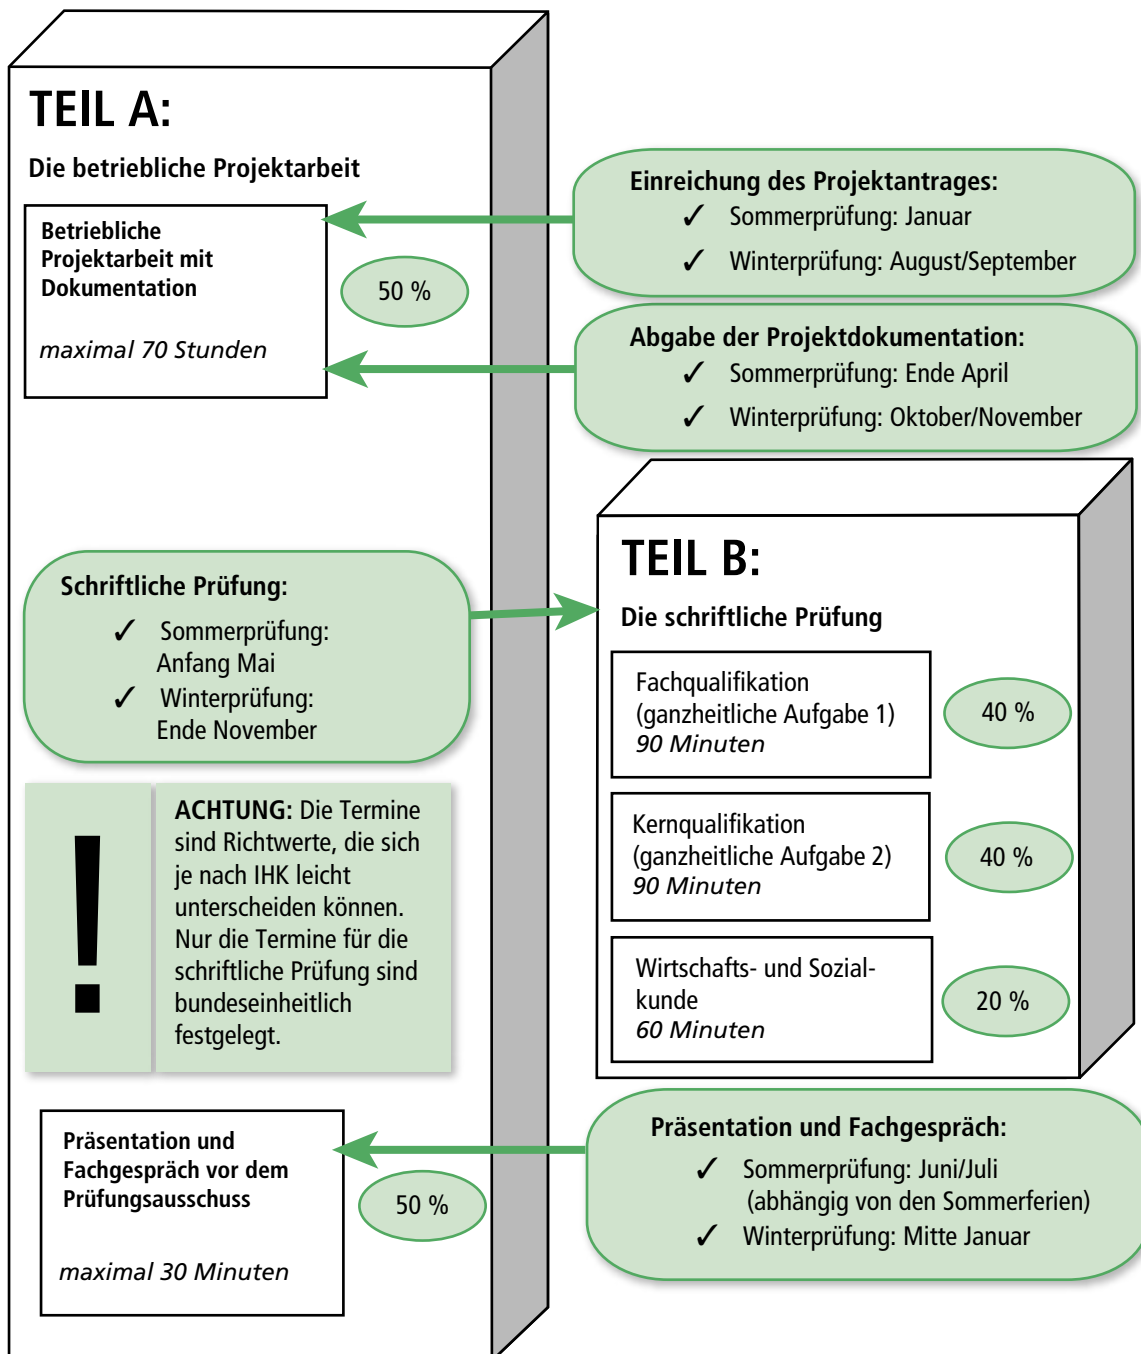 TEIL A:
Die betriebliche Projektarbeit
Betriebliche
Projektarbeit mit
Dokumentation
maximal 70 Stunden
50 %
Einreichung des Projektantrages:
✓ Sommerprüfung: Januar
✓ Winterprüfung: August/September
Abgabe der Projektdokumentation:
✓ Sommerprüfung: Ende April
✓ Winterprüfung: Oktober/November
Schriftliche Prüfung:
✓ Sommerprüfung:
Anfang Mai
✓ Winterprüfung:
Ende November
TEIL B:
Die schriftliche Prüfung
Fachqualifikation
(ganzheitliche Aufgabe 1)
90 Minuten
40 %
Kernqualifikation
(ganzheitliche Aufgabe 2)
90 Minuten
40 %
Wirtschafts- und Sozial-
kunde
60 Minuten
20 %
!
ACHTUNG: Die Termine
sind Richtwerte, die sich
je nach IHK leicht
unterscheiden können.
Nur die Termine für die
schriftliche Prüfung sind
bundeseinheitlich
festgelegt.
Präsentation und
Fachgespräch vor dem
Prüfungsausschuss
maximal 30 Minuten
50 %
Präsentation und Fachgespräch:
✓ Sommerprüfung: Juni/Juli
(abhängig von den Sommerferien)
✓ Winterprüfung: Mitte Januar